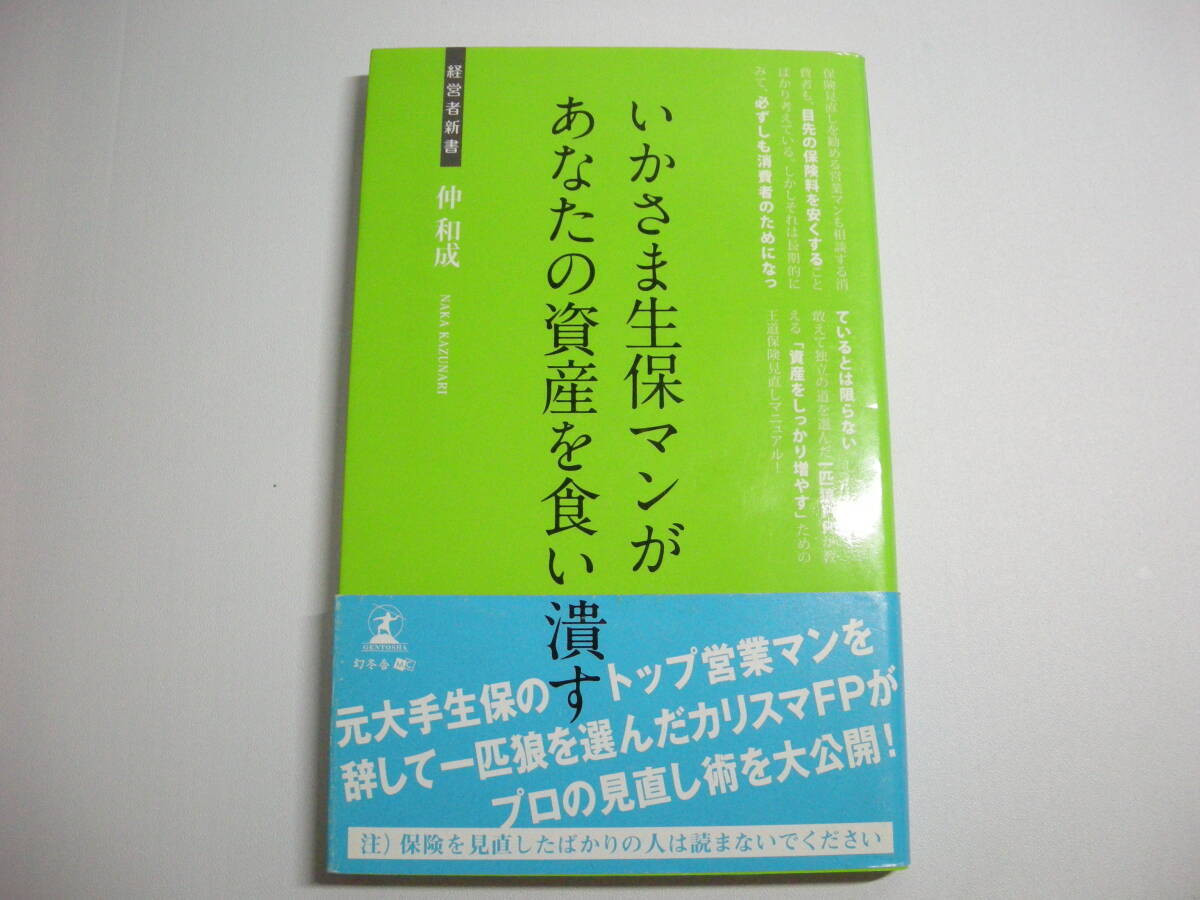 保険見直しを勧める営業マンも相談する消
費者も、目先の保険料を安くすること
ばかり考えている。しかしそれは長期的に
みて、必ずしも消費者のためになっ
ているとは限らない
敢えて独立の道を選んだ一匹狼
える「資産をしっかり増やす」ための
王道保険見直しマニュアル！
いかさま生保マンが
あなたの資産を食い潰す
経営者新書
仲 和成
NAKA KAZUNARI
GENTOSHA
幻冬舎 MC
元大手生保のトップ営業マンを
辞して一匹狼を選んだカリスマFPが
プロの見直し術を大公開！
注）保険を見直したばかりの人は読まないでください